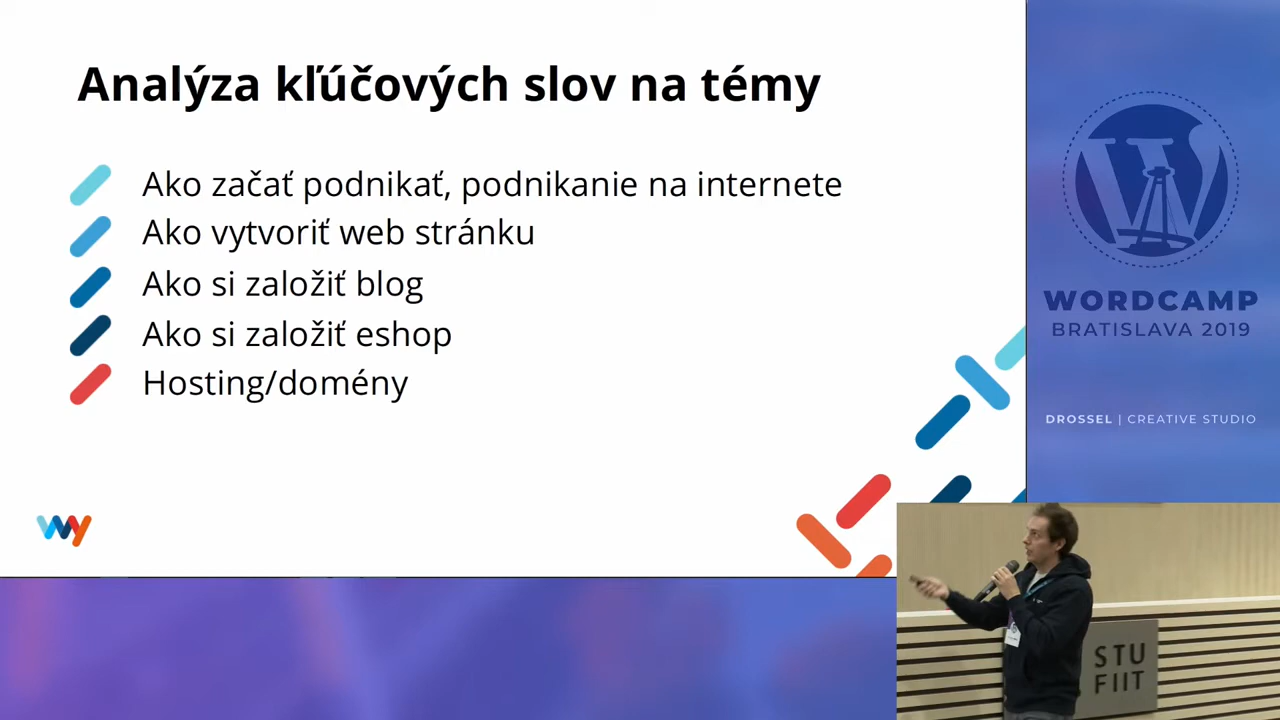 Analýza kľúčových slov na témy
Ako začať podnikať, podnikanie na internete
Ako vytvoriť web stránku
Ako si založiť blog
Ako si založiť eshop
Hosting/domény
wy
WORDCAMP
BRATISLAVA 2019
DROSSEL | CREATIVE STUDIO
STU
FIIT